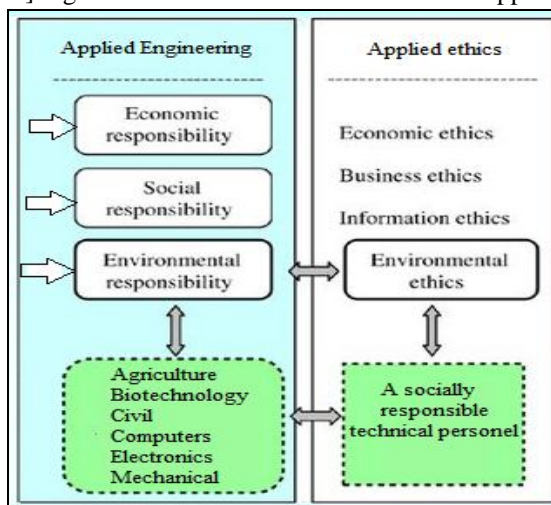 Applied Engineering
Economic
responsibility
Social
responsibility
Environmental
responsibility
Agriculture
Biotechnology
Civil
Computers
Electronics
Mechanical
Applied ethics
Economic ethics
Business ethics
Information ethics
Environmental
ethics
A socially
responsible
technical personel